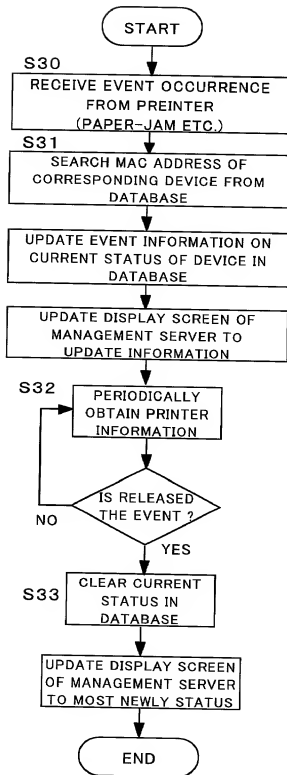 START
S30
RECEIVE EVENT OCCURRENCE
FROM PREINTER
(PAPER-JAM ETC.)
S31
SEARCH MAC ADDRESS OF
CORRESPONDING DEVICE FROM
DATABASE
UPDATE EVENT INFORMATION ON
CURRENT STATUS OF DEVICE IN
DATABASE
UPDATE DISPLAY SCREEN OF
MANAGEMENT SERVER TO
UPDATE INFORMATION
S32
PERIODICALLY
OBTAIN PRINTER
INFORMATION
IS RELEASED
THE EVENT ?
NO
YES
S33
CLEAR CURRENT
STATUS IN
DATABASE
UPDATE DISPLAY SCREEN
OF MANAGEMENT SERVER
TO MOST NEWLY STATUS
END